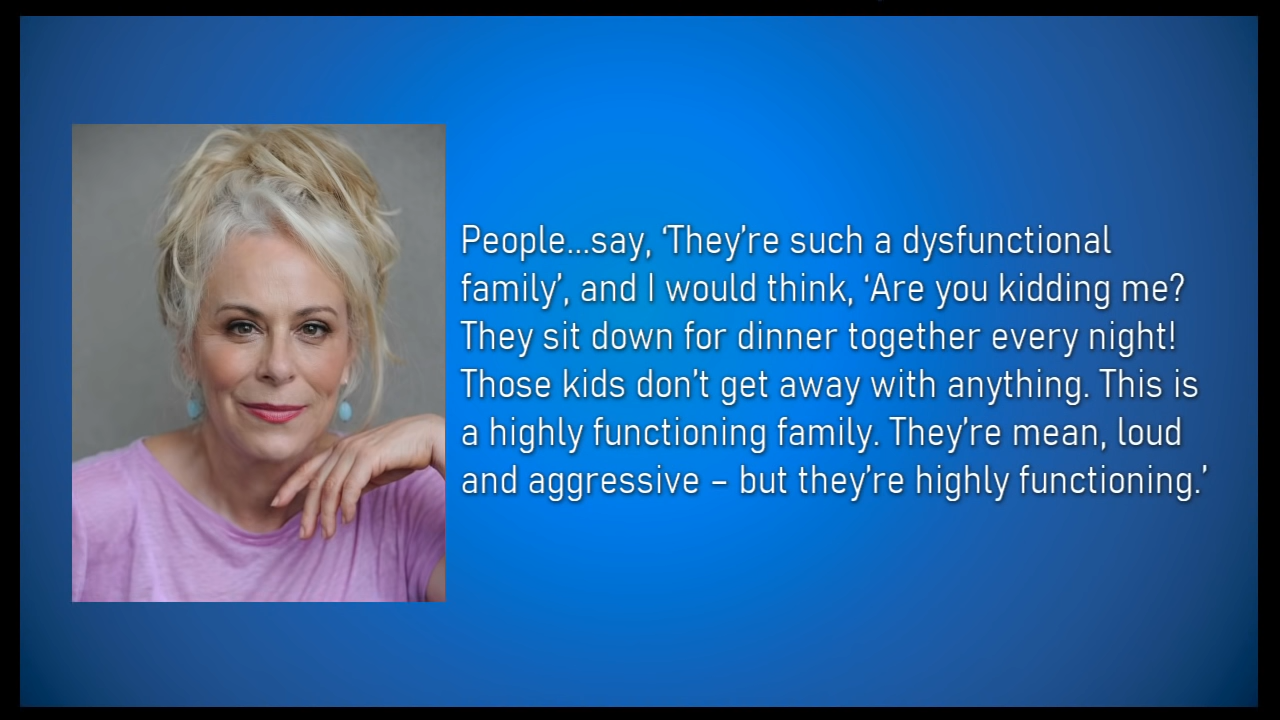 People...say, ‘They’re such a dysfunctional
family’, and I would think, ‘Are you kidding me?
They sit down for dinner together every night!
Those kids don’t get away with anything. This is
a highly functioning family. They’re mean, loud
and aggressive – but they’re highly functioning.’